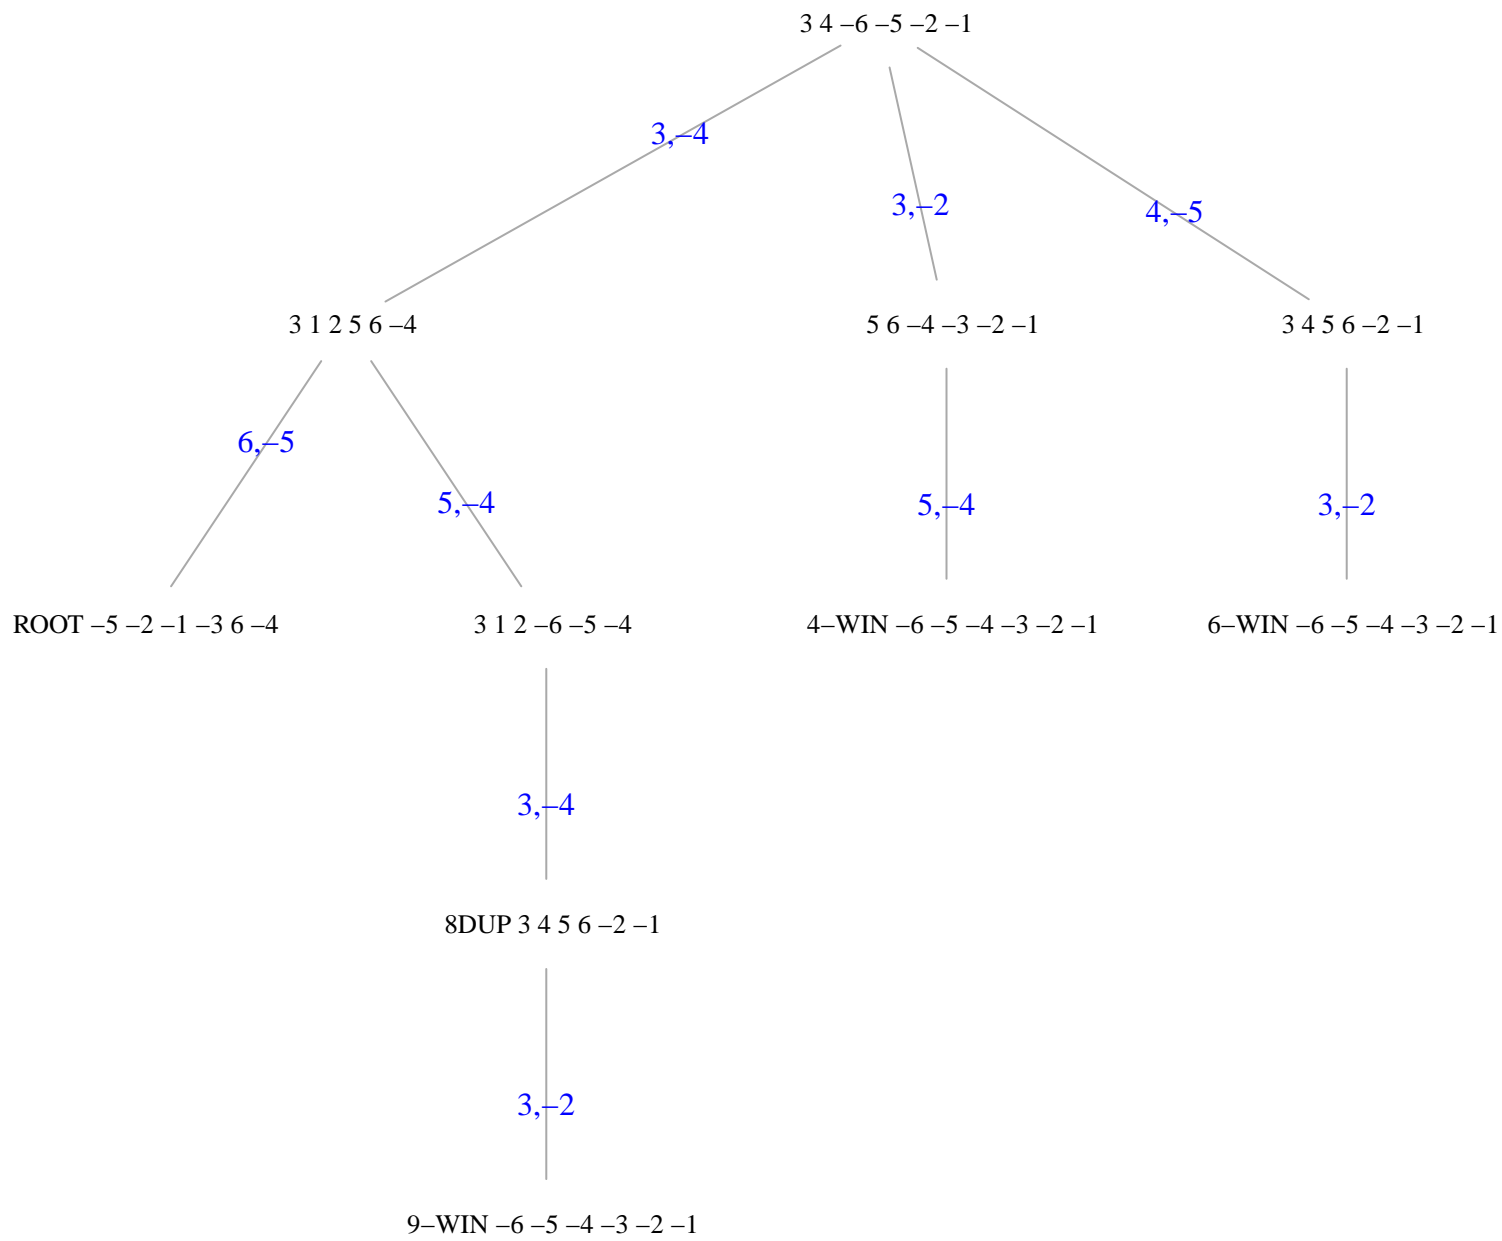 3 4 –6 –5 –2 –1
3,–4
3,–2
4,–5
3 1 2 5 6 –4
5 6 –4 –3 –2 –1
3 4 5 6 –2 –1
6,–5
5,–4
5,–4
3,–2
ROOT –5 –2 –1 –3 6 –4
3 1 2 –6 –5 –4
4–WIN –6 –5 –4 –3 –2 –1
6–WIN –6 –5 –4 –3 –2 –1
3,–4
8DUP 3 4 5 6 –2 –1
3,–2
9–WIN –6 –5 –4 –3 –2 –1